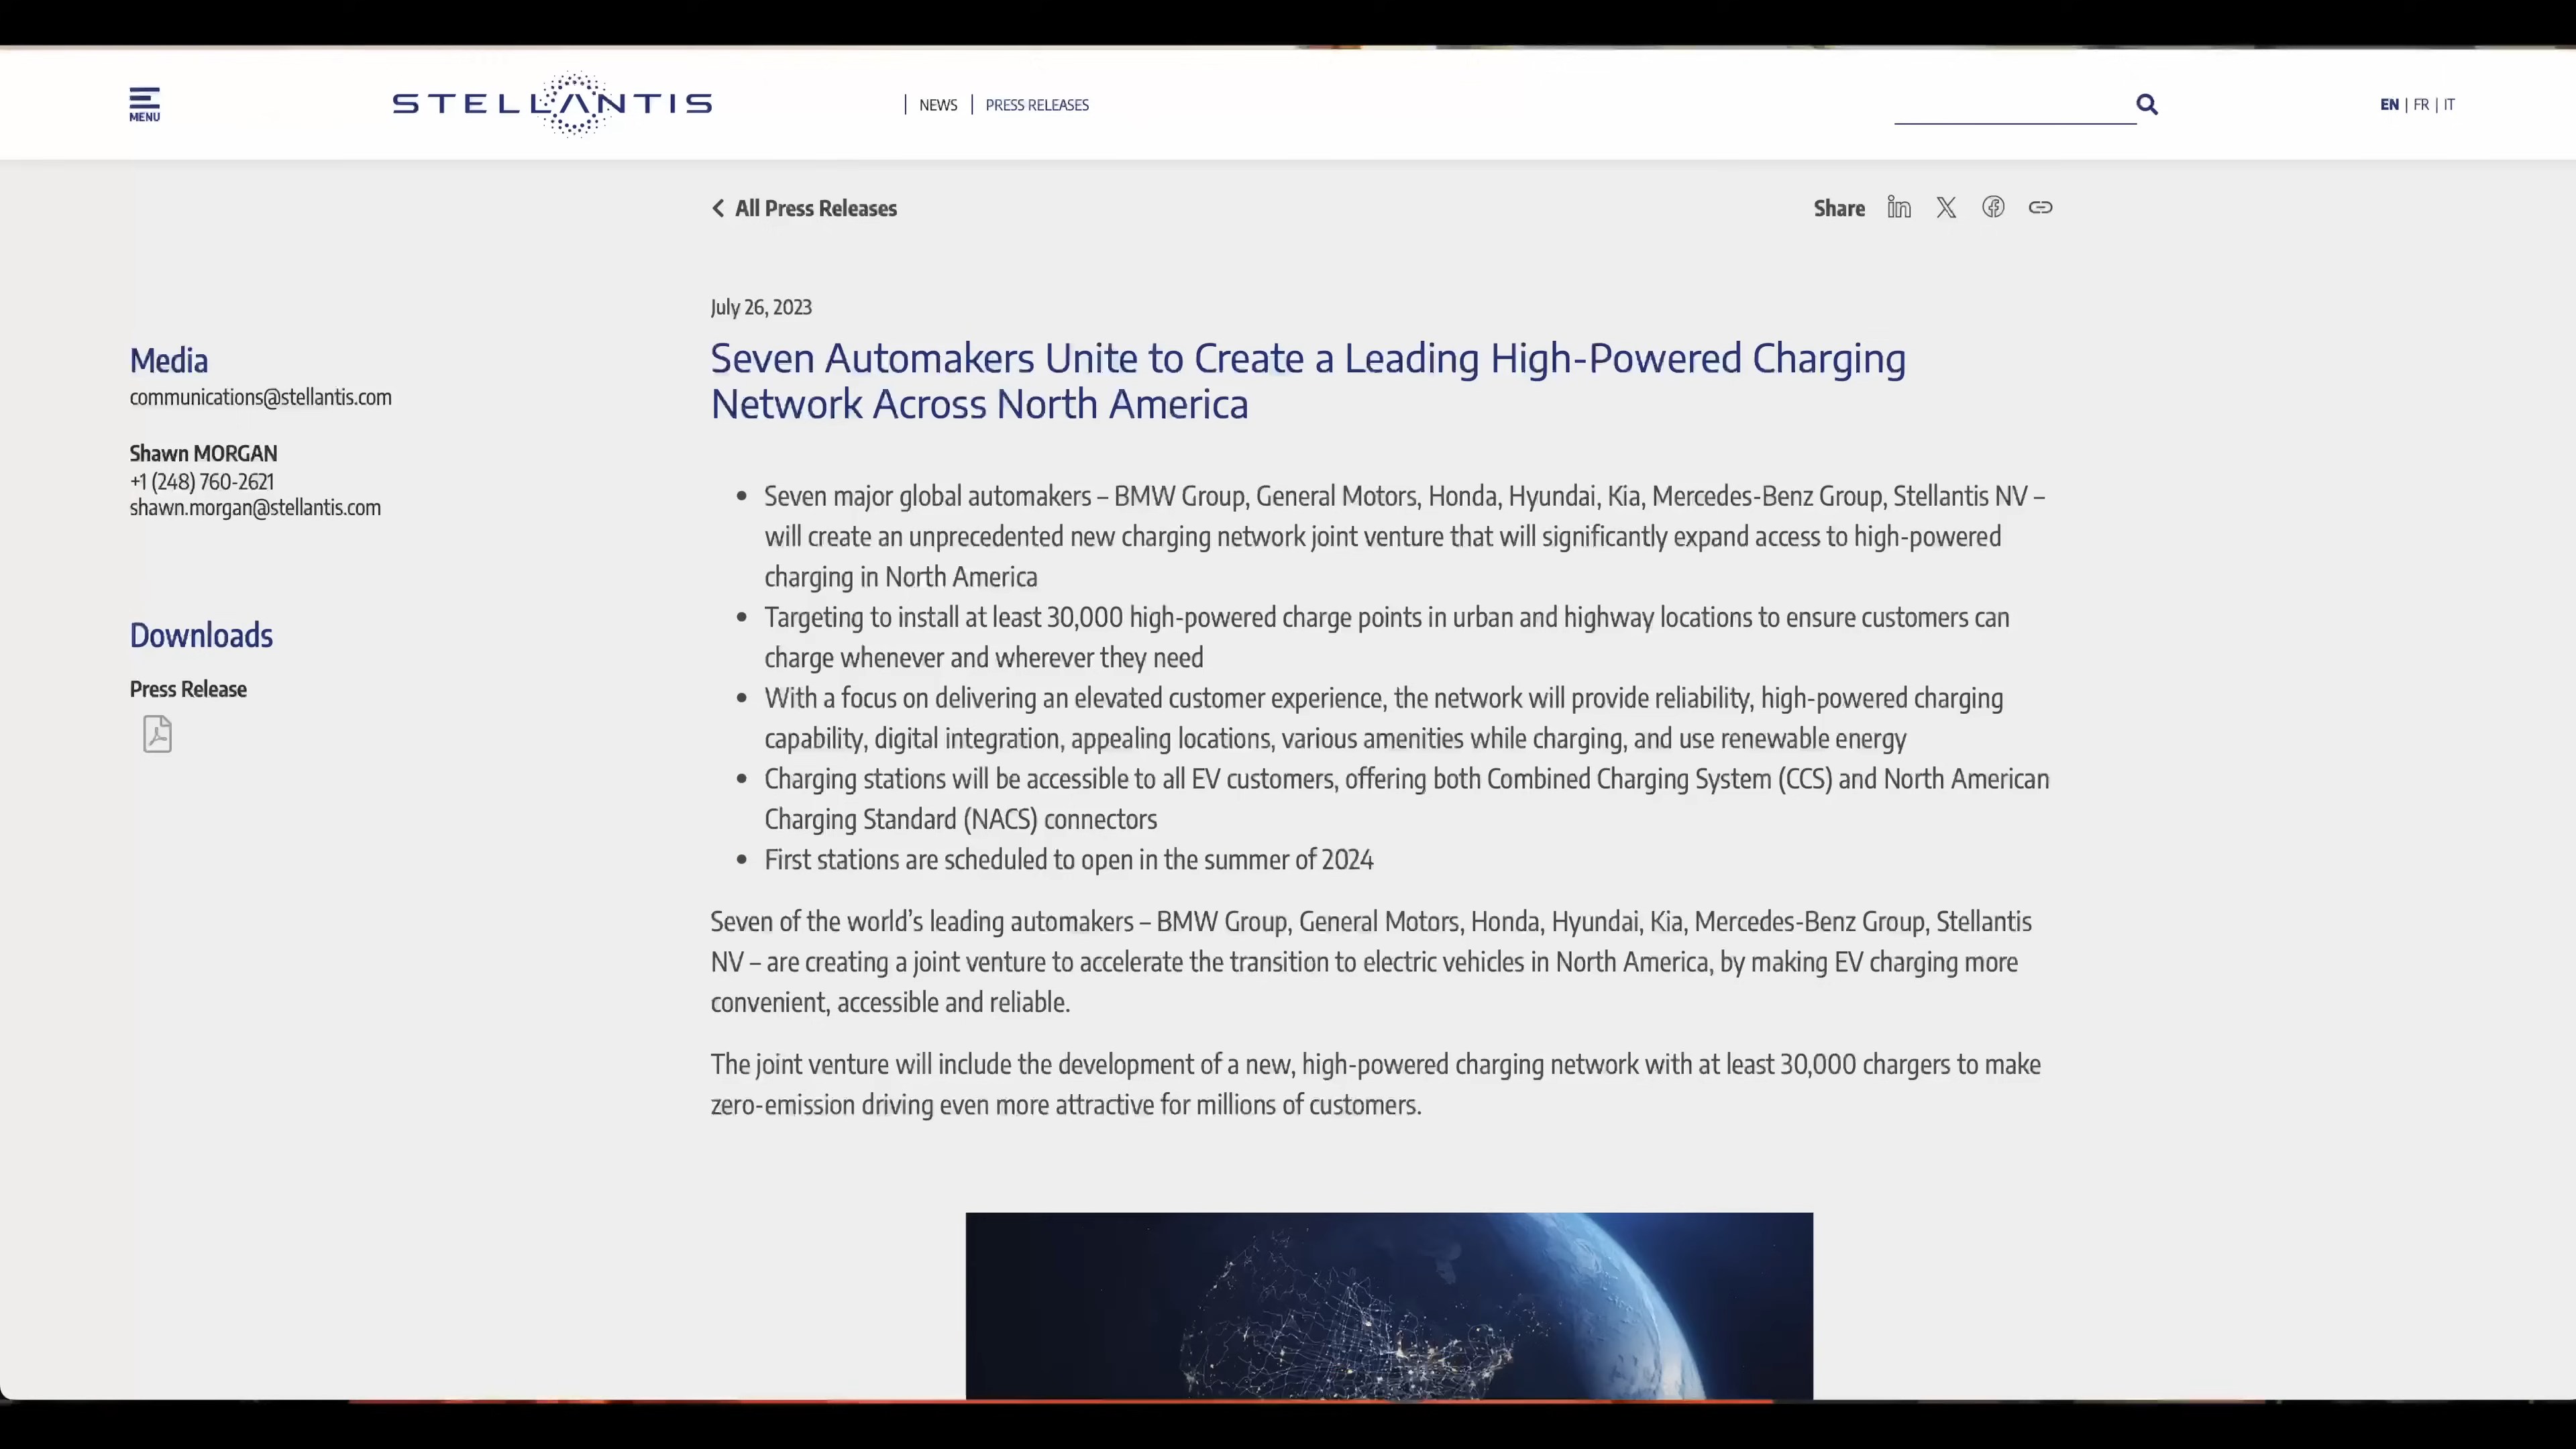 MENU
STELLANTIS
NEWS
PRESS RELEASES
EN | FR | IT
All Press Releases
Share
July 26, 2023
Seven Automakers Unite to Create a Leading High-Powered Charging
Network Across North America
Media
communications@stellantis.com
Shawn MORGAN
+1 (248) 760-2621
shawn.morgan@stellantis.com
Downloads
Press Release
• Seven major global automakers – BMW Group, General Motors, Honda, Hyundai, Kia, Mercedes-Benz Group, Stellantis NV –
will create an unprecedented new charging network joint venture that will significantly expand access to high-powered
charging in North America
• Targeting to install at least 30,000 high-powered charge points in urban and highway locations to ensure customers can
charge whenever and wherever they need
• With a focus on delivering an elevated customer experience, the network will provide reliability, high-powered charging
capability, digital integration, appealing locations, various amenities while charging, and use renewable energy
• Charging stations will be accessible to all EV customers, offering both Combined Charging System (CCS) and North American
Charging Standard (NACS) connectors
• First stations are scheduled to open in the summer of 2024
Seven of the world’s leading automakers – BMW Group, General Motors, Honda, Hyundai, Kia, Mercedes-Benz Group, Stellantis
NV – are creating a joint venture to accelerate the transition to electric vehicles in North America, by making EV charging more
convenient, accessible and reliable.
The joint venture will include the development of a new, high-powered charging network with at least 30,000 chargers to make
zero-emission driving even more attractive for millions of customers.